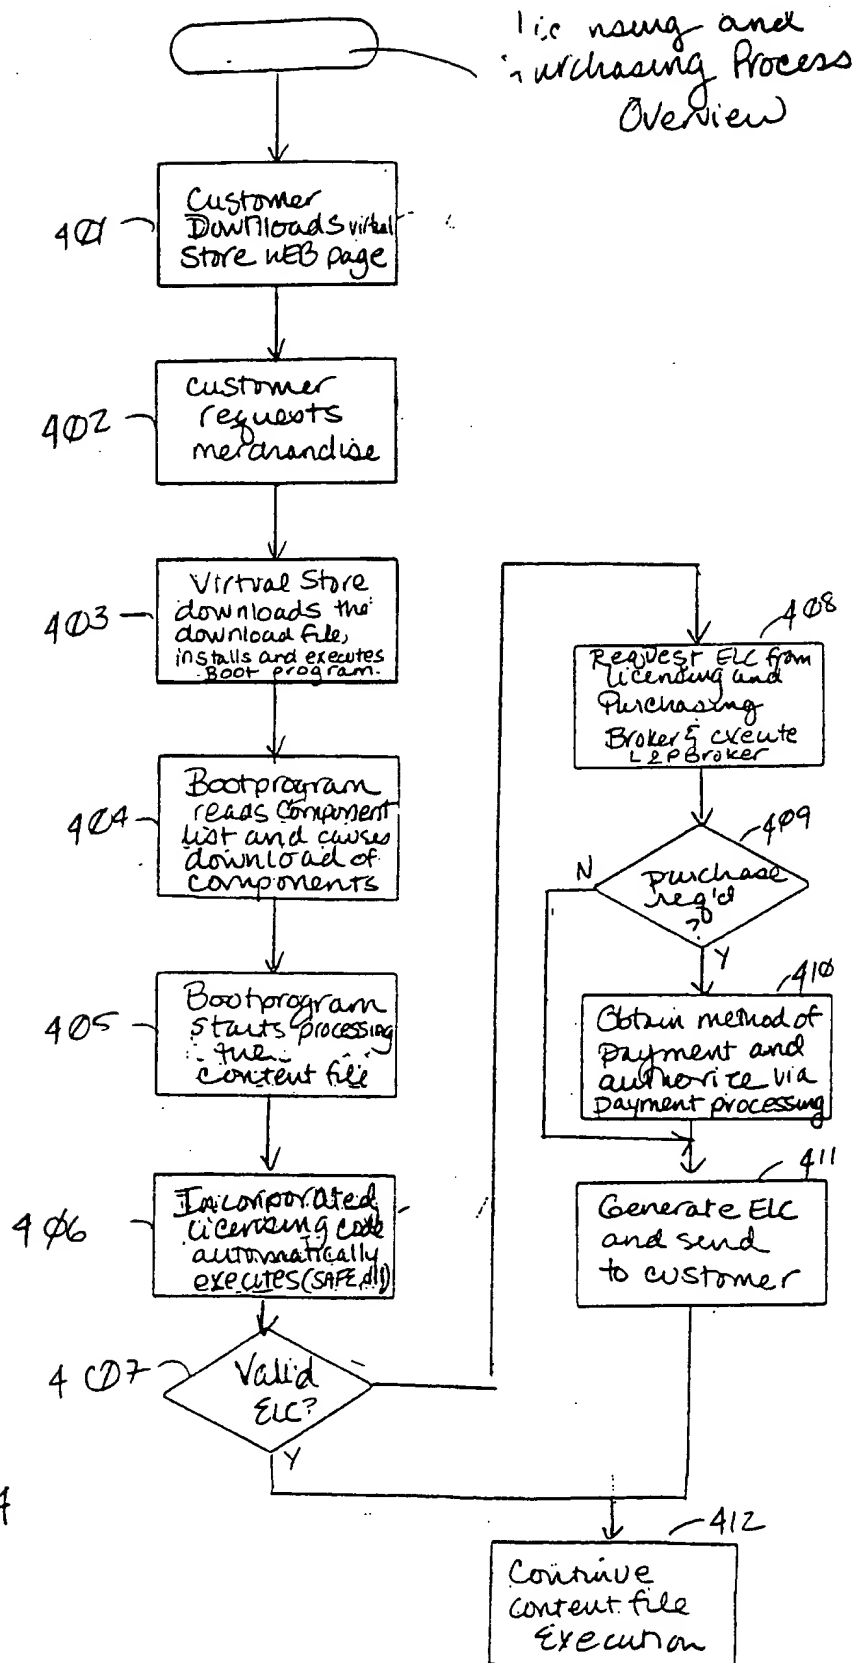 nsing and
Purchasing Process
Overview
401
Customer
Downloads virtual
Store WEB page
402
customer
requests
merchandise
403
Virtual Store
downloads the
download file,
installs and executes
Boot program.
404
Bootprogram
reads Component
list and causes
download of
components
405
Bootprogram
starts processing
the
content file
406
Incorporated
licensing code
automatically
executes (SAFE.dll)
407
Valid
ELC?
Y
408
Request ELC from
Licensing and
Purchasing
Broker & execute
L&P Broker
409
N
purchase
req'd
?
Y
410
Obtain method of
payment and
authorize via
payment processing
411
Generate ELC
and send
to customer
412
Continue
content file
Execution